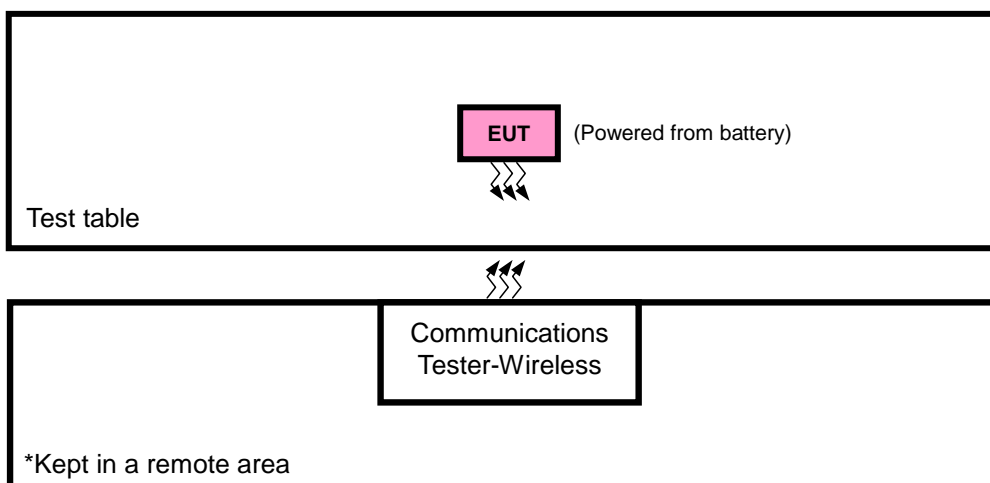 EUT
(Powered from battery)
Test table
Communications
Tester-Wireless
*Kept in a remote area